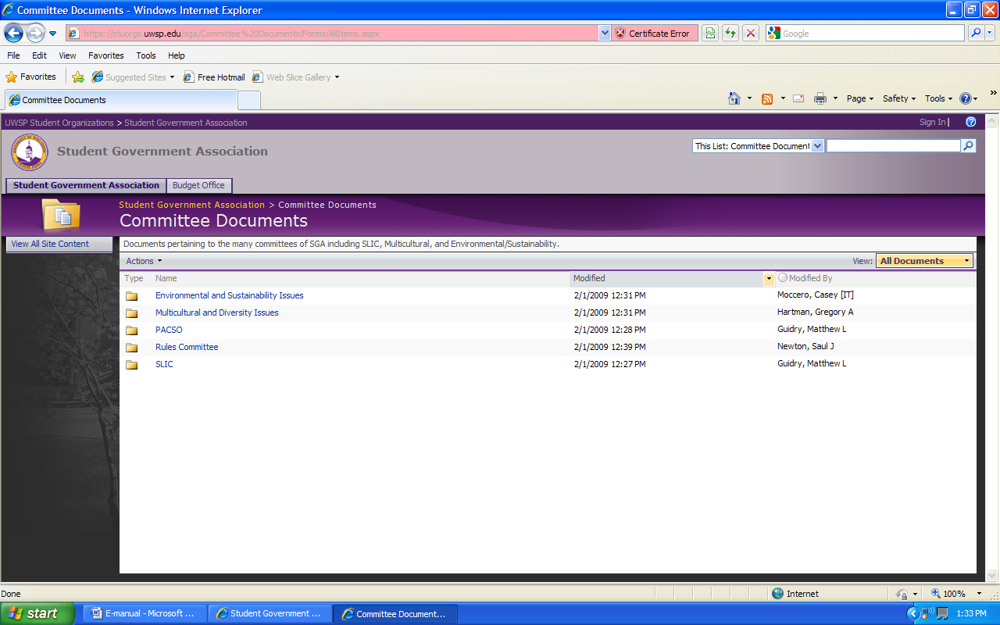 Committee Documents - Windows Internet Explorer
https://stuorgs.uwsp.edu/sga/Committee%20Documents/Forms/AllItems.aspx Certificate Error Google
File Edit View Favorites Tools Help
Favorites Suggested Sites Free Hotmail Web Slice Gallery
Committee Documents Page Safety Tools
UWSP Student Organizations > Student Government Association Sign In |
Student Government Association This List: Committee Document
Student Government Association Budget Office
Student Government Association > Committee Documents
Committee Documents
View All Site Content Documents pertaining to the many committees of SGA including SLIC, Multicultural, and Environmental/Sustainability.
Actions View: All Documents
Type Name Modified Modified By
Environmental and Sustainability Issues 2/1/2009 12:31 PM Moccero, Casey [IT]
Multicultural and Diversity Issues 2/1/2009 12:31 PM Hartman, Gregory A
PACSO 2/1/2009 12:28 PM Guidry, Matthew L
Rules Committee 2/1/2009 12:39 PM Newton, Saul J
SLIC 2/1/2009 12:27 PM Guidry, Matthew L
Done Internet 100%
start E-manual - Microsoft ... Student Government ... Committee Document... 1:33 PM